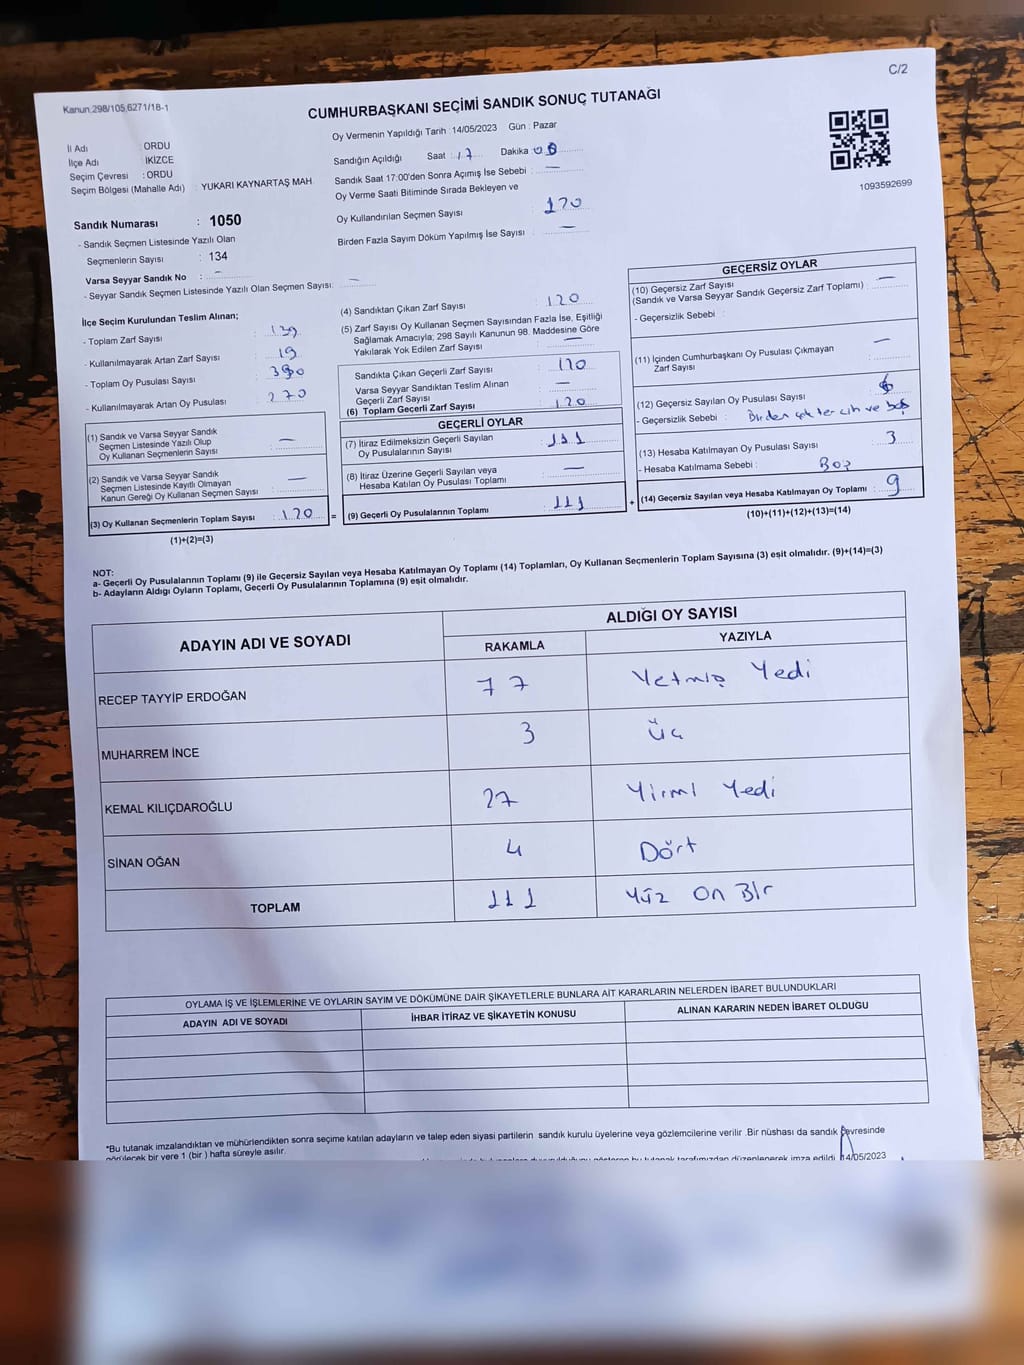 C/2
Kanun:298/105,6271/18-1
CUMHURBAŞKANI SEÇİMİ SANDIK SONUÇ TUTANAĞI
Oy Vermenin Yapıldığı Tarih : 14/05/2023 Gün : Pazar
İl Adı : ORDU
İlçe Adı : İKİZCE
Seçim Çevresi : ORDU
Seçim Bölgesi (Mahalle Adı) : YUKARI KAYNARTAŞ MAH
Sandık Numarası : 1050
- Sandık Seçmen Listesinde Yazılı Olan
Seçmenlerin Sayısı : 134
Varsa Seyyar Sandık No : –
- Seyyar Sandık Seçmen Listesinde Yazılı Olan Seçmen Sayısı: –
Sandığın Açıldığı Saat : 17 Dakika
Sandık Saat 17:00'den Sonra Açımış İse Sebebi : –
Oy Verme Saati Bitiminde Sırada Bekleyen ve
Oy Kullandırılan Seçmen Sayısı 120
Birden Fazla Sayım Döküm Yapılmış İse Sayısı : –
1093592699
İlçe Seçim Kurulundan Teslim Alınan;
- Toplam Zarf Sayısı : 139
- Kullanılmayarak Artan Zarf Sayısı : 19
- Toplam Oy Pusulası Sayısı : 390
- Kullanılmayarak Artan Oy Pusulası : 270
(1) Sandık ve Varsa Seyyar Sandık
Seçmen Listesinde Yazılı Olup
Oy Kullanan Seçmenlerin Sayısı : –
(2) Sandık ve Varsa Seyyar Sandık
Seçmen Listesinde Kayıtlı Olmayan
Kanun Gereği Oy Kullanan Seçmen Sayısı : –
(3) Oy Kullanan Seçmenlerin Toplam Sayısı : 120 =
(1)+(2)=(3)
(4) Sandıktan Çıkan Zarf Sayısı : 120
(5) Zarf Sayısı Oy Kullanan Seçmen Sayısından Fazla İse, Eşitliği
Sağlamak Amacıyla; 298 Sayılı Kanunun 98. Maddesine Göre
Yakılarak Yok Edilen Zarf Sayısı : –
Sandıkta Çıkan Geçerli Zarf Sayısı : 120
Varsa Seyyar Sandıktan Teslim Alınan
Geçerli Zarf Sayısı : –
(6) Toplam Geçerli Zarf Sayısı : 120
GEÇERLİ OYLAR
(7) İtiraz Edilmeksizin Geçerli Sayılan
Oy Pusulalarının Sayısı : 111
(8) İtiraz Üzerine Geçerli Sayılan veya
Hesaba Katılan Oy Pusulası Toplamı : –
(9) Geçerli Oy Pusulalarının Toplamı : 111 +
GEÇERSİZ OYLAR
(10) Geçersiz Zarf Sayısı
(Sandık ve Varsa Seyyar Sandık Geçersiz Zarf Toplamı) : –
- Geçersizlik Sebebi :
(11) İçinden Cumhurbaşkanı Oy Pusulası Çıkmayan
Zarf Sayısı : –
(12) Geçersiz Sayılan Oy Pusulası Sayısı : 6
- Geçersizlik Sebebi : Birden çok tercih ve boş
(13) Hesaba Katılmayan Oy Pusulası Sayısı : 3
- Hesaba Katılmama Sebebi : Boş
(14) Geçersiz Sayılan veya Hesaba Katılmayan Oy Toplamı : 9
(10)+(11)+(12)+(13)=(14)
NOT:
a- Geçerli Oy Pusulalarının Toplamı (9) ile Geçersiz Sayılan veya Hesaba Katılmayan Oy Toplamı (14) Toplamları, Oy Kullanan Seçmenlerin Toplam Sayısına (3) eşit olmalıdır. (9)+(14)=(3)
b- Adayların Aldığı Oyların Toplamı, Geçerli Oy Pusulalarının Toplamına (9) eşit olmalıdır.
ADAYIN ADI VE SOYADI ALDIĞI OY SAYISI
RAKAMLA YAZIYLA
RECEP TAYYİP ERDOĞAN 77 Yetmiş Yedi
MUHARREM İNCE 3 Üç
KEMAL KILIÇDAROĞLU 27 Yirmi Yedi
SİNAN OĞAN 4 Dört
TOPLAM 111 Yüz On Bir
OYLAMA İŞ VE İŞLEMLERİNE VE OYLARIN SAYIM VE DÖKÜMÜNE DAİR ŞİKAYETLERLE BUNLARA AİT KARARLARIN NELERDEN İBARET BULUNDUKLARI
ADAYIN ADI VE SOYADI İHBAR İTİRAZ VE ŞİKAYETİN KONUSU ALINAN KARARIN NEDEN İBARET OLDUĞU
*Bu tutanak imzalandıktan ve mühürlendikten sonra seçime katılan adayların ve talep eden siyasi partilerin sandık kurulu üyelerine veya gözlemcilerine verilir .Bir nüshası da sandık çevresinde
görülecek bir yere 1 (bir ) hafta süreyle asılır.
bu tutanak tarafımızdan düzenlenerek imza edildi. 14/05/2023